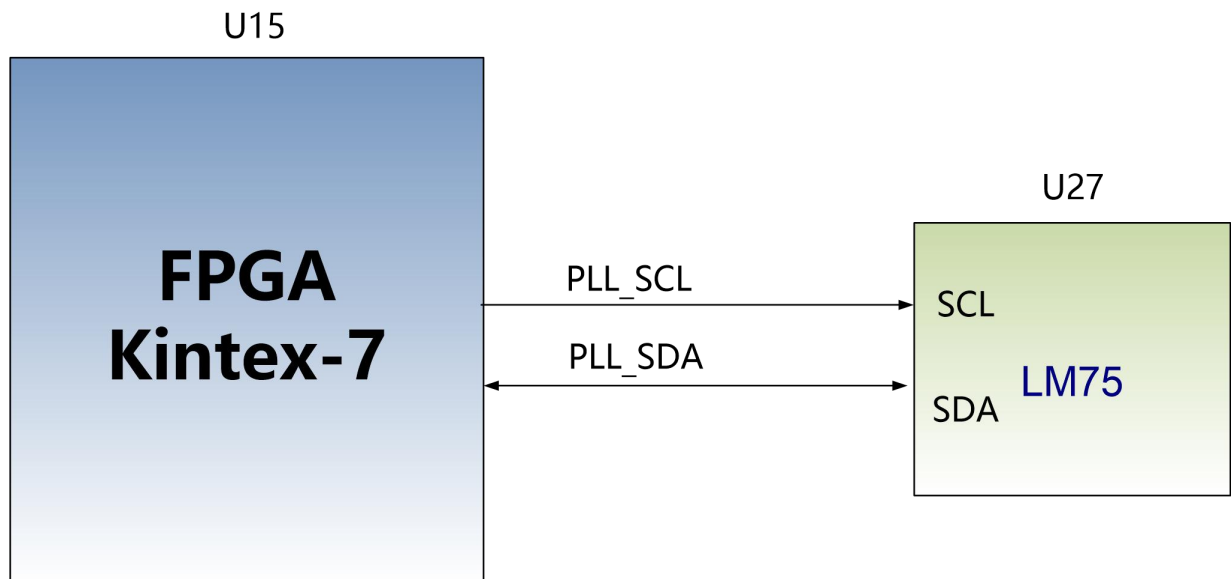 U15
FPGA
Kintex-7
PLL_SCL
PLL_SDA
U27
SCL
LM75
SDA